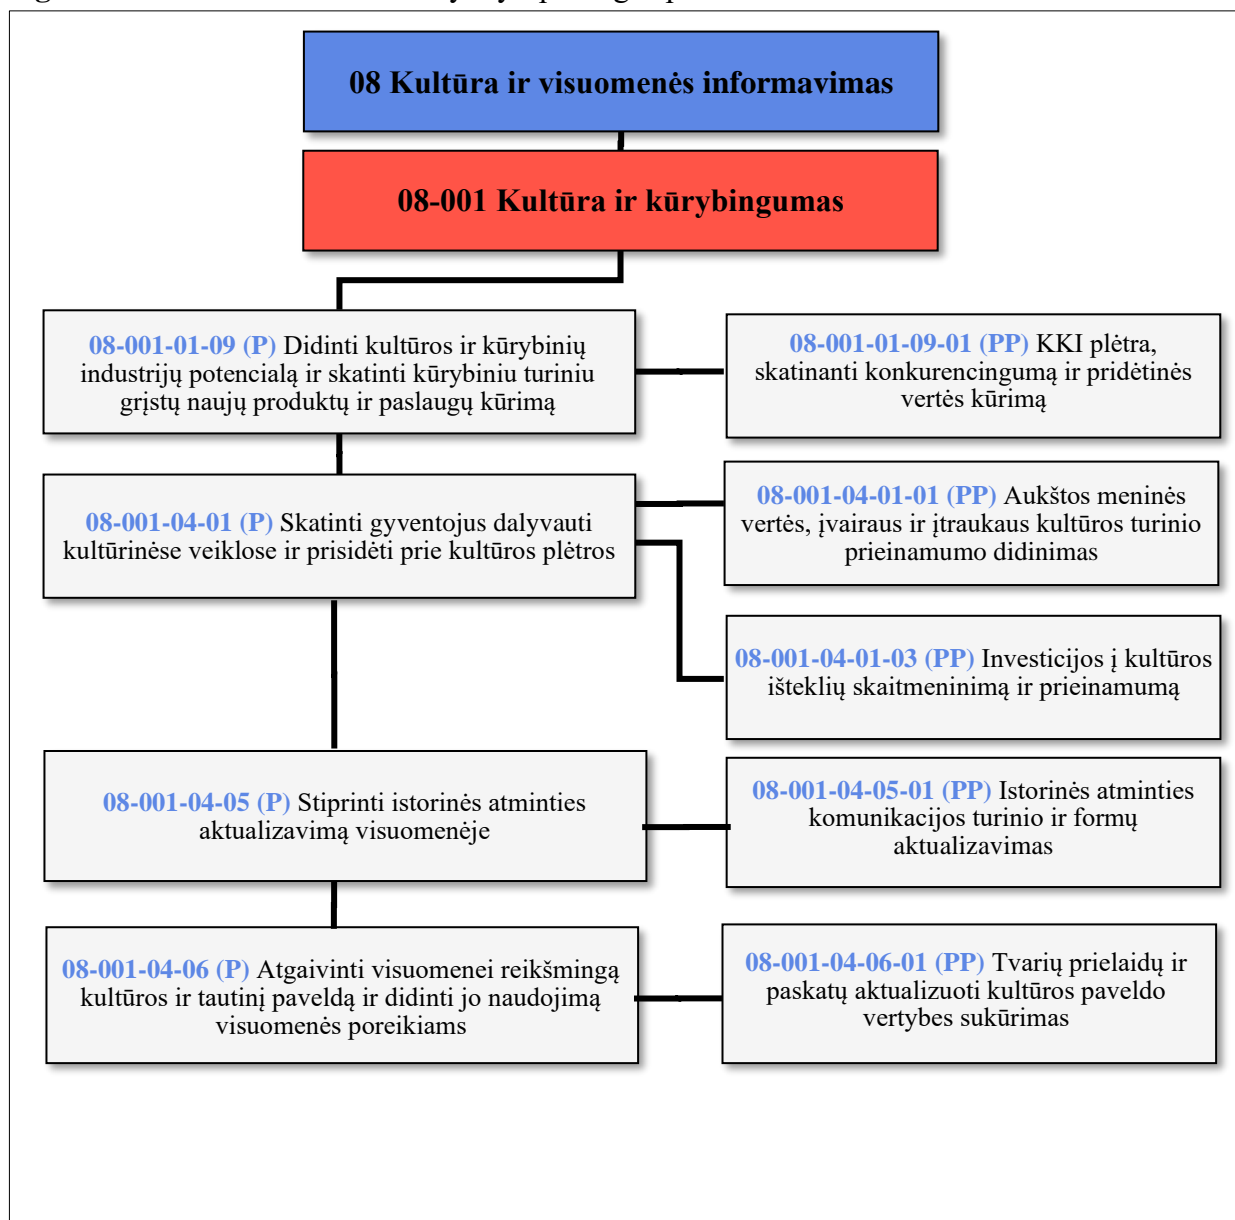 08 Kultūra ir visuomenės informavimas
08-001 Kultūra ir kūrybingumas
08-001-01-09 (P) Didinti kultūros ir kūrybinių
industrijų potencialą ir skatinti kūrybiniu turiniu
grįstų naujų produktų ir paslaugų kūrimą
08-001-01-09-01 (PP) KKI plėtra,
skatinanti konkurencingumą ir pridėtinės
vertės kūrimą
08-001-04-01 (P) Skatinti gyventojus dalyvauti
kultūrinėse veiklose ir prisidėti prie kultūros plėtros
08-001-04-01-01 (PP) Aukštos meninės
vertės, įvairaus ir įtraukaus kultūros turinio
prieinamumo didinimas
08-001-04-01-03 (PP) Investicijos į kultūros
išteklių skaitmeninimą ir prieinamumą
08-001-04-05 (P) Stiprinti istorinės atminties
aktualizavimą visuomenėje
08-001-04-05-01 (PP) Istorinės atminties
komunikacijos turinio ir formų
aktualizavimas
08-001-04-06 (P) Atgaivinti visuomenei reikšmingą
kultūros ir tautinį paveldą ir didinti jo naudojimą
visuomenės poreikiams
08-001-04-06-01 (PP) Tvarių prielaidų ir
paskatų aktualizuoti kultūros paveldo
vertybes sukūrimas